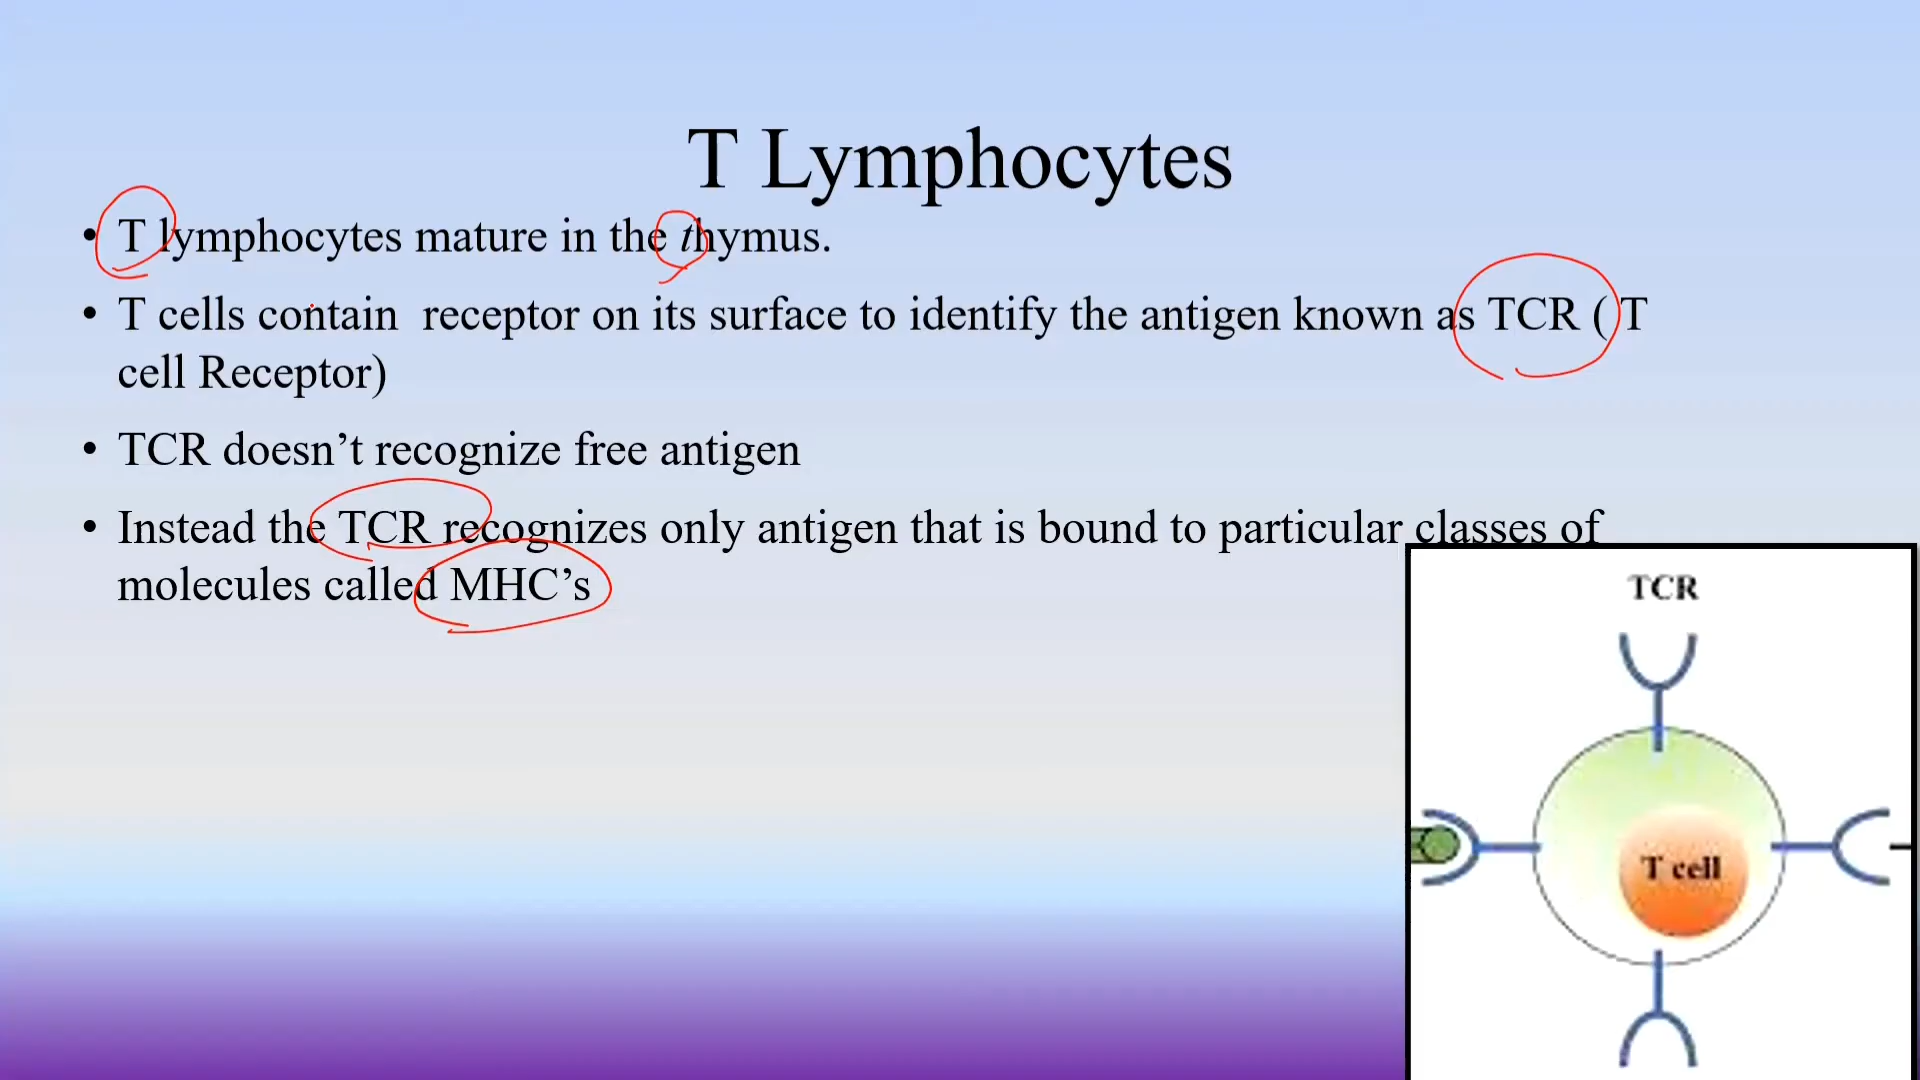 T Lymphocytes
• T lymphocytes mature in the thymus.
• T cells contain  receptor on its surface to identify the antigen known as TCR ( T
cell Receptor)
• TCR doesn’t recognize free antigen
• Instead the TCR recognizes only antigen that is bound to particular classes of
molecules called MHC’s
TCR
T cell